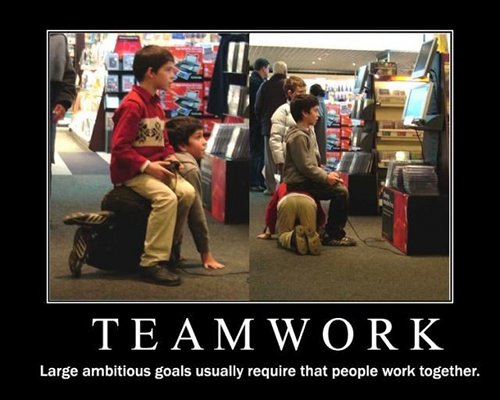 TEAMWORK
Large ambitious goals usually require that people work together.